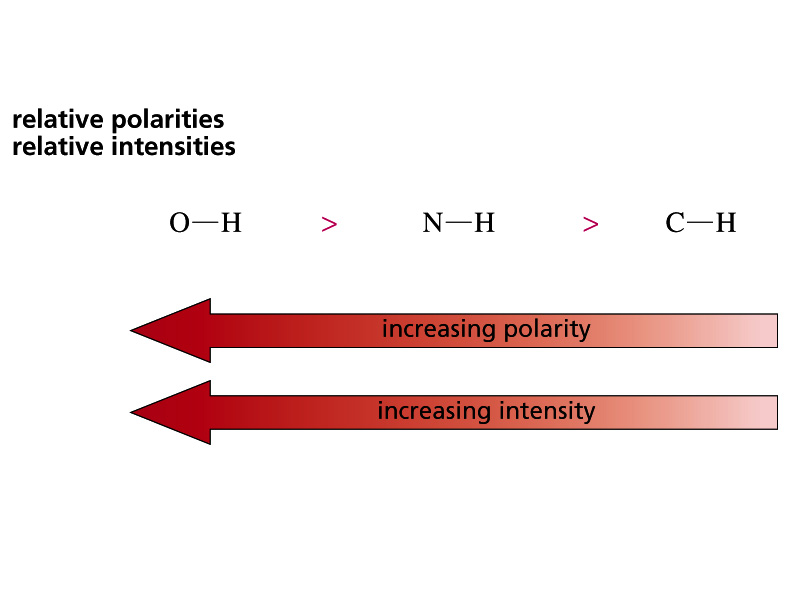 relative polarities
relative intensities
O—H > N—H > C—H
increasing polarity
increasing intensity